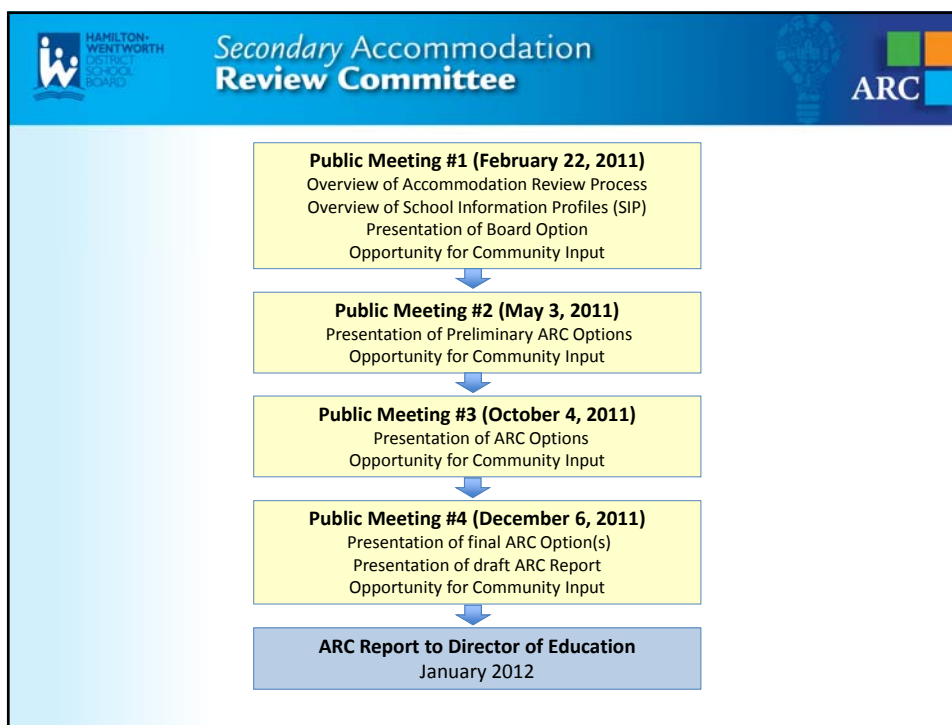 HAMILTON-
WENTWORTH
DISTRICT
SCHOOL
BOARD
Secondary Accommodation
Review Committee
ARC
Public Meeting #1 (February 22, 2011)
Overview of Accommodation Review Process
Overview of School Information Profiles (SIP)
Presentation of Board Option
Opportunity for Community Input
Public Meeting #2 (May 3, 2011)
Presentation of Preliminary ARC Options
Opportunity for Community Input
Public Meeting #3 (October 4, 2011)
Presentation of ARC Options
Opportunity for Community Input
Public Meeting #4 (December 6, 2011)
Presentation of final ARC Option(s)
Presentation of draft ARC Report
Opportunity for Community Input
ARC Report to Director of Education
January 2012